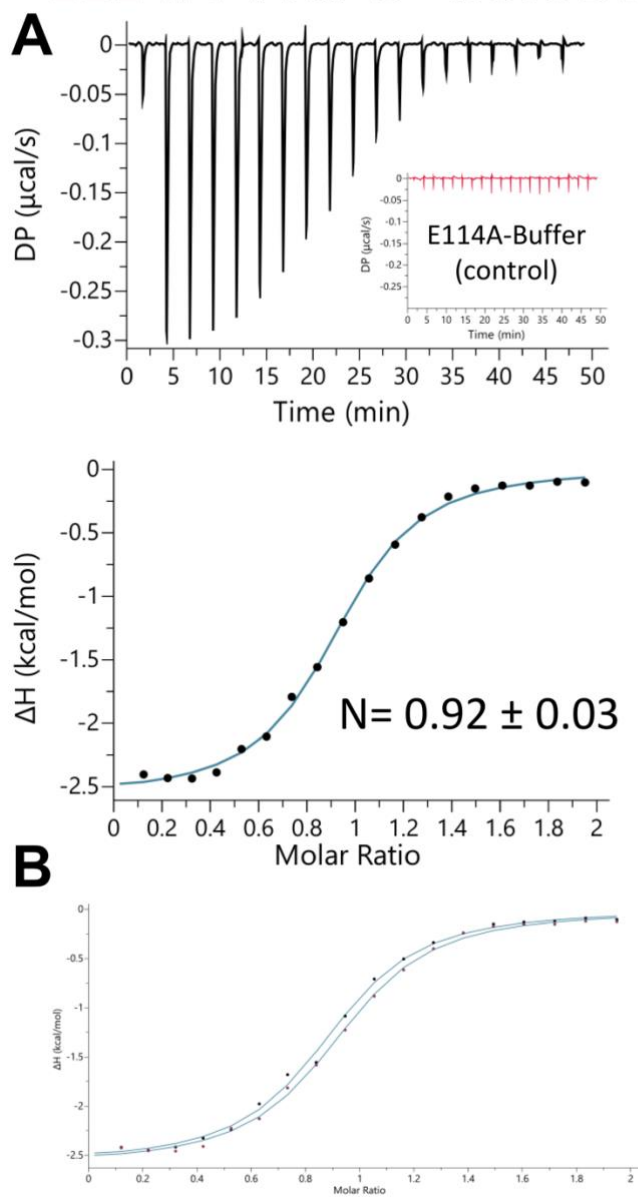 A
0
-0.05
-0.1
-0.15
-0.2
-0.25
-0.3
DP (µcal/s)
0 5 10 15 20 25 30 35 40 45 50
Time (min)
0
-0.05
-0.1
-0.15
-0.2
-0.25
DP (µcal/s)
E114A-Buffer
(control)
0 5 10 15 20 25 30 35 40 45 50
Time (min)
0
-0.5
-1
-1.5
-2
-2.5
ΔH (kcal/mol)
N= 0.92 ± 0.03
0 0.2 0.4 0.6 0.8 1 1.2 1.4 1.6 1.8 2
Molar Ratio
B
0
-0.5
-1
-1.5
-2
-2.5
ΔH (kcal/mol)
0 0.2 0.4 0.6 0.8 1 1.2 1.4 1.6 1.8 2
Molar Ratio